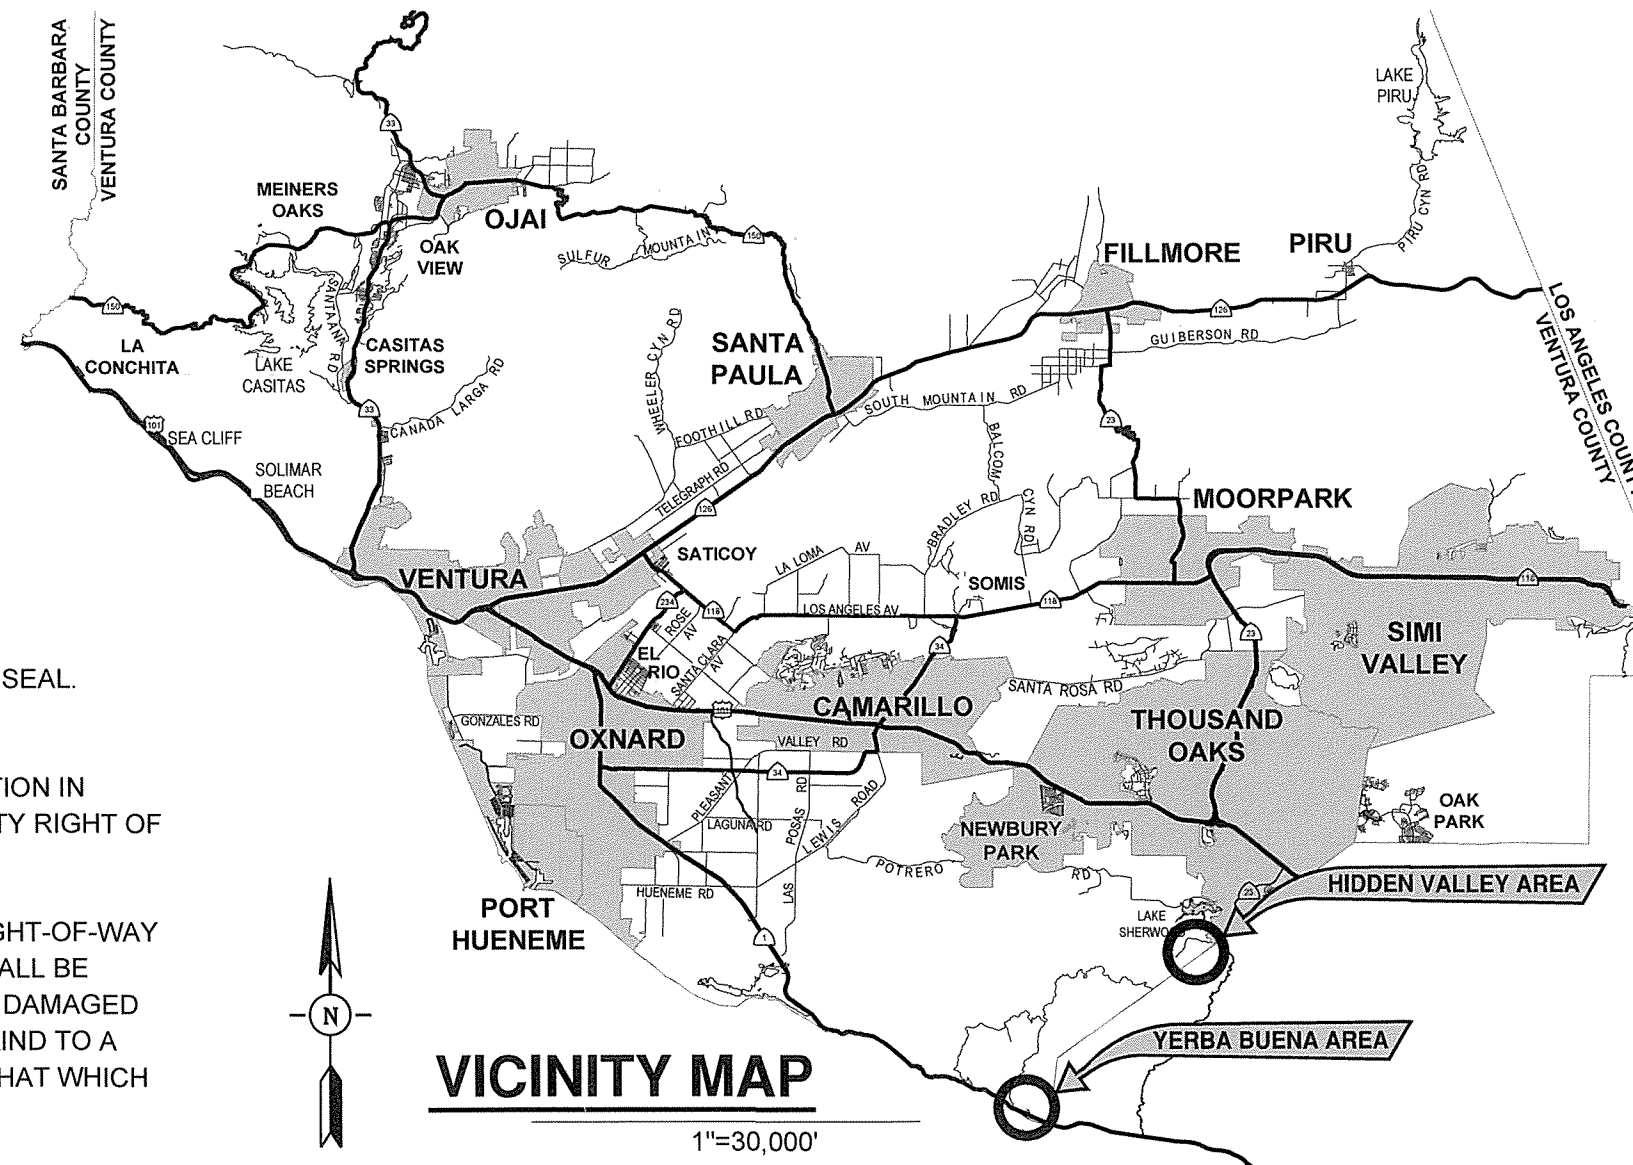 SANTA BARBARA
COUNTY
VENTURA COUNTY
LAKE
PIRU
PIRU CYN RD
33
MEINERS
OAKS
OJAI
OAK
VIEW
SULFUR MOUNTAIN
150
FILLMORE
PIRU
LOS ANGELES COUNTY
VENTURA COUNTY
150
LA
CONCHITA
SANTA ANA RD
LAKE
CASITAS
CASITAS
SPRINGS
WHEELER CYN RD
SANTA
PAULA
126
GUIBERSON RD
33
CANADA LARGA RD
FOOTHILL RD
SOUTH MOUNTAIN RD
23
101
SEA CLIFF
SOLIMAR
BEACH
TELEGRAPH RD
126
BALCOM CYN RD
BRADLEY RD
MOORPARK
VENTURA
SATICOY
LA LOMA AV
SOMIS
232
118
LOS ANGELES AV
118
118
ROSE
AV
EL
RIO
SANTA CLARA
AV
34
23
SIMI
VALLEY
SEAL.
GONZALES RD
OXNARD
CAMARILLO
SANTA ROSA RD
THOUSAND
OAKS
PLEASANT VALLEY RD
34
TION IN
TY RIGHT OF
LAGUNA RD
LAS POSAS RD
LEWIS ROAD
NEWBURY
PARK
OAK
PARK
POTRERO RD
HUENEME RD
23
HIDDEN VALLEY AREA
PORT
HUENEME
LAKE
SHERWOOD
1
GHT-OF-WAY
ALL BE
DAMAGED
IND TO A
HAT WHICH
N
YERBA BUENA AREA
VICINITY MAP
1"=30,000'